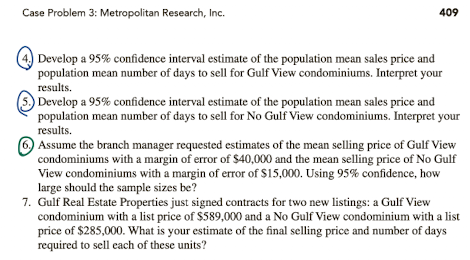 Case Problem 3: Metropolitan Research, Inc. 409
4. Develop a 95% confidence interval estimate of the population mean sales price and
population mean number of days to sell for Gulf View condominiums. Interpret your
results.
5. Develop a 95% confidence interval estimate of the population mean sales price and
population mean number of days to sell for No Gulf View condominiums. Interpret your
results.
6. Assume the branch manager requested estimates of the mean selling price of Gulf View
condominiums with a margin of error of $40,000 and the mean selling price of No Gulf
View condominiums with a margin of error of $15,000. Using 95% confidence, how
large should the sample sizes be?
7. Gulf Real Estate Properties just signed contracts for two new listings: a Gulf View
condominium with a list price of $589,000 and a No Gulf View condominium with a list
price of $285,000. What is your estimate of the final selling price and number of days
required to sell each of these units?